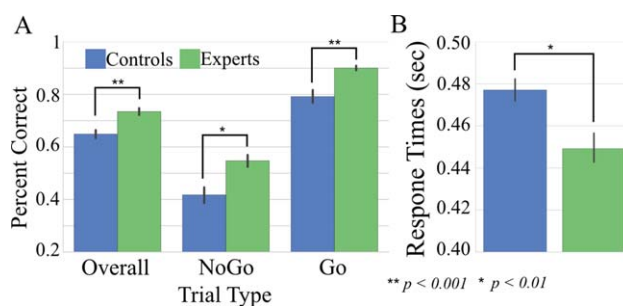 A
Percent Correct
1
0.8
0.6
0.4
0.2
Controls
Experts
**
*
**
Overall
NoGo
Go
Trial Type
B
Respone Times (sec)
0.50
0.48
0.46
0.44
0.42
0.40
*
** p < 0.001 * p < 0.01